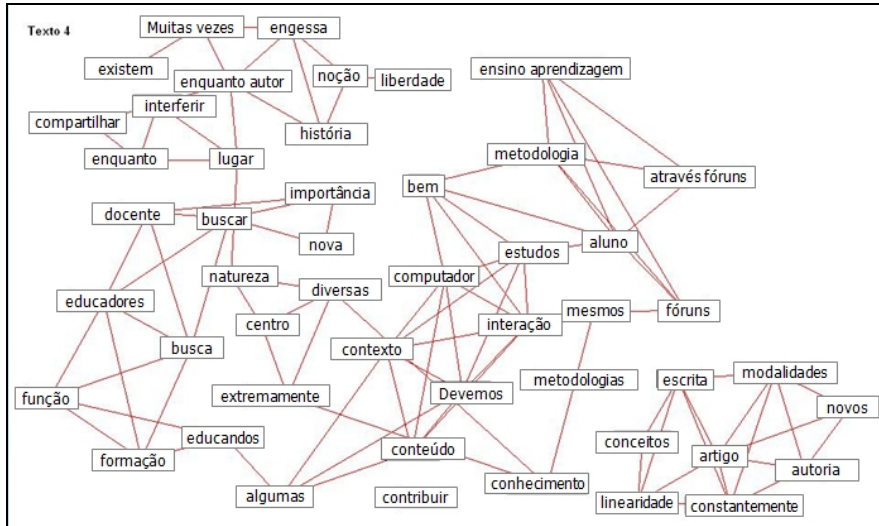 Texto 4
Muitas vezes
engessa
existem
enquanto autor
noção
liberdade
ensino aprendizagem
interferir
compartilhar
história
enquanto
lugar
metodologia
através fóruns
bem
importância
docente
buscar
nova
estudos
aluno
natureza
computador
diversas
educadores
mesmos
fóruns
centro
interação
busca
contexto
metodologias
escrita
modalidades
função
extremamente
Devemos
novos
educandos
conceitos
formação
conteúdo
artigo
autoria
algumas
contribuir
conhecimento
linearidade
constantemente